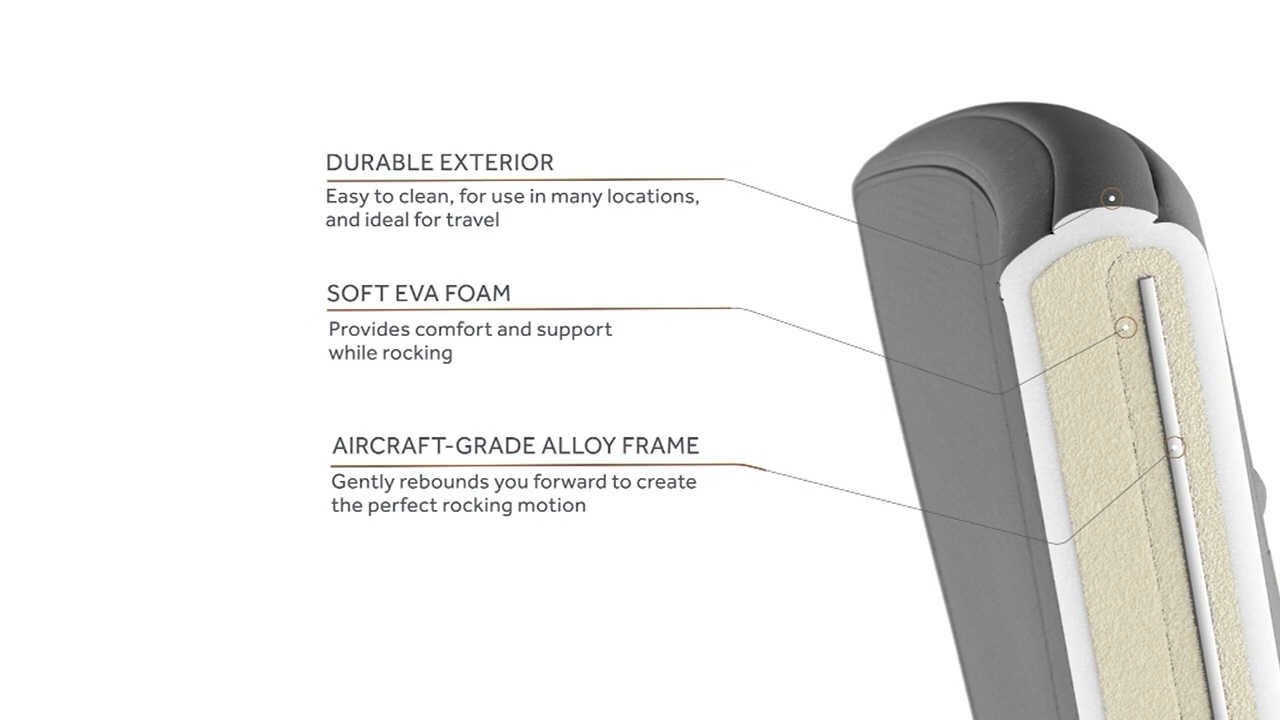 DURABLE EXTERIOR
Easy to clean, for use in many locations,
and ideal for travel
SOFT EVA FOAM
Provides comfort and support
while rocking
AIRCRAFT-GRADE ALLOY FRAME
Gently rebounds you forward to create
the perfect rocking motion